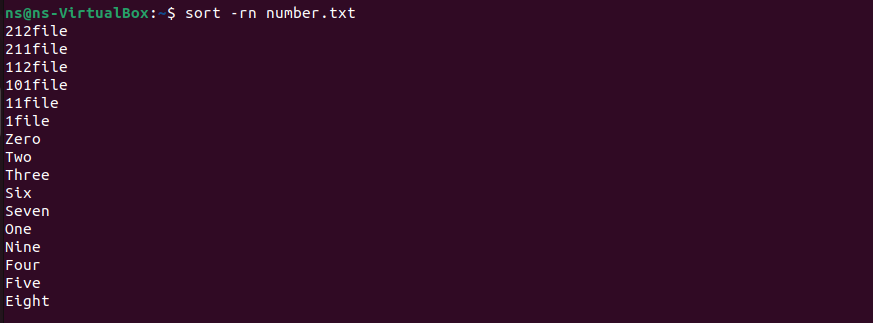 ns@ns-VirtualBox:~$ sort -rn number.txt
212file
211file
112file
101file
11file
1file
Zero
Two
Three
Six
Seven
One
Nine
Four
Five
Eight